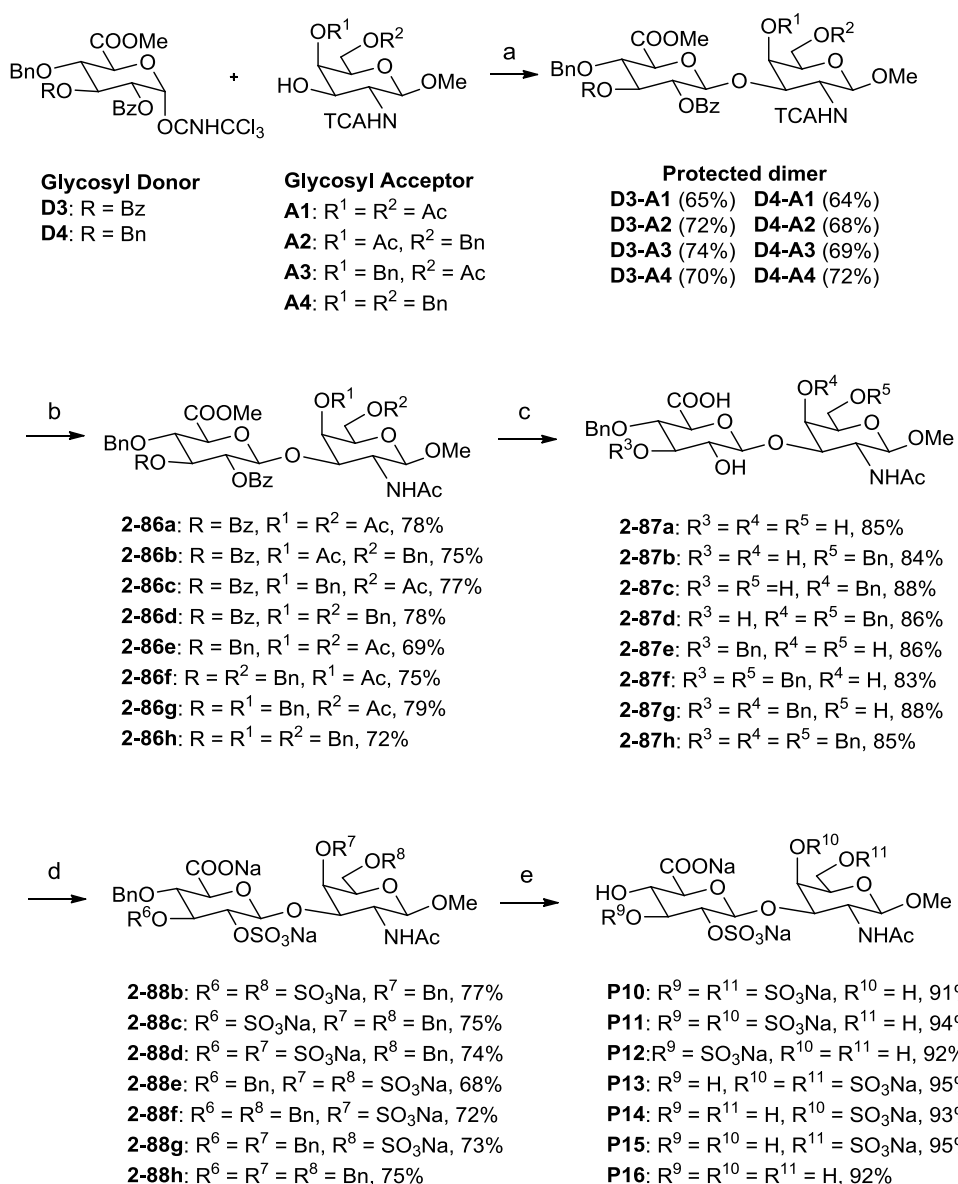 COOMe
BnO
RO
BzO
OCNHCCl3
+
OR1
OR2
HO
O
OMe
TCAHN
a
COOMe
BnO
RO
OBz
O
OR1
OR2
O
OMe
TCAHN
Glycosyl Donor
D3: R = Bz
D4: R = Bn
Glycosyl Acceptor
A1: R1 = R2 = Ac
A2: R1 = Ac, R2 = Bn
A3: R1 = Bn, R2 = Ac
A4: R1 = R2 = Bn
Protected dimer
D3-A1 (65%) D4-A1 (64%)
D3-A2 (72%) D4-A2 (68%)
D3-A3 (74%) D4-A3 (69%)
D3-A4 (70%) D4-A4 (72%)
b
COOMe
BnO
RO
OBz
O
OR1
OR2
O
OMe
NHAc
2-86a: R = Bz, R1 = R2 = Ac, 78%
2-86b: R = Bz, R1 = Ac, R2 = Bn, 75%
2-86c: R = Bz, R1 = Bn, R2 = Ac, 77%
2-86d: R = Bz, R1 = R2 = Bn, 78%
2-86e: R = Bn, R1 = R2 = Ac, 69%
2-86f: R = R2 = Bn, R1 = Ac, 75%
2-86g: R = R1 = Bn, R2 = Ac, 79%
2-86h: R = R1 = R2 = Bn, 72%
c
COOH
BnO
R3O
OH
O
OR4
OR5
O
OMe
NHAc
2-87a: R3 = R4 = R5 = H, 85%
2-87b: R3 = R4 = H, R5 = Bn, 84%
2-87c: R3 = R5 =H, R4 = Bn, 88%
2-87d: R3 = H, R4 = R5 = Bn, 86%
2-87e: R3 = Bn, R4 = R5 = H, 86%
2-87f: R3 = R5 = Bn, R4 = H, 83%
2-87g: R3 = R4 = Bn, R5 = H, 88%
2-87h: R3 = R4 = R5 = Bn, 85%
d
COONa
BnO
R6O
OSO3Na
O
OR7
OR8
O
OMe
NHAc
2-88b: R6 = R8 = SO3Na, R7 = Bn, 77%
2-88c: R6 = SO3Na, R7 = R8 = Bn, 75%
2-88d: R6 = R7 = SO3Na, R8 = Bn, 74%
2-88e: R6 = Bn, R7 = R8 = SO3Na, 68%
2-88f: R6 = R8 = Bn, R7 = SO3Na, 72%
2-88g: R6 = R7 = Bn, R8 = SO3Na, 73%
2-88h: R6 = R7 = R8 = Bn, 75%
e
COONa
HO
R9O
OSO3Na
O
OR10
OR11
O
OMe
NHAc
P10: R9 = R11 = SO3Na, R10 = H, 91%
P11: R9 = R10 = SO3Na, R11 = H, 94%
P12:R9 = SO3Na, R10 = R11 = H, 92%
P13: R9 = H, R10 = R11 = SO3Na, 95%
P14: R9 = R11 = H, R10 = SO3Na, 93%
P15: R9 = R10 = H, R11 = SO3Na, 95%
P16: R9 = R10 = R11 = H, 92%